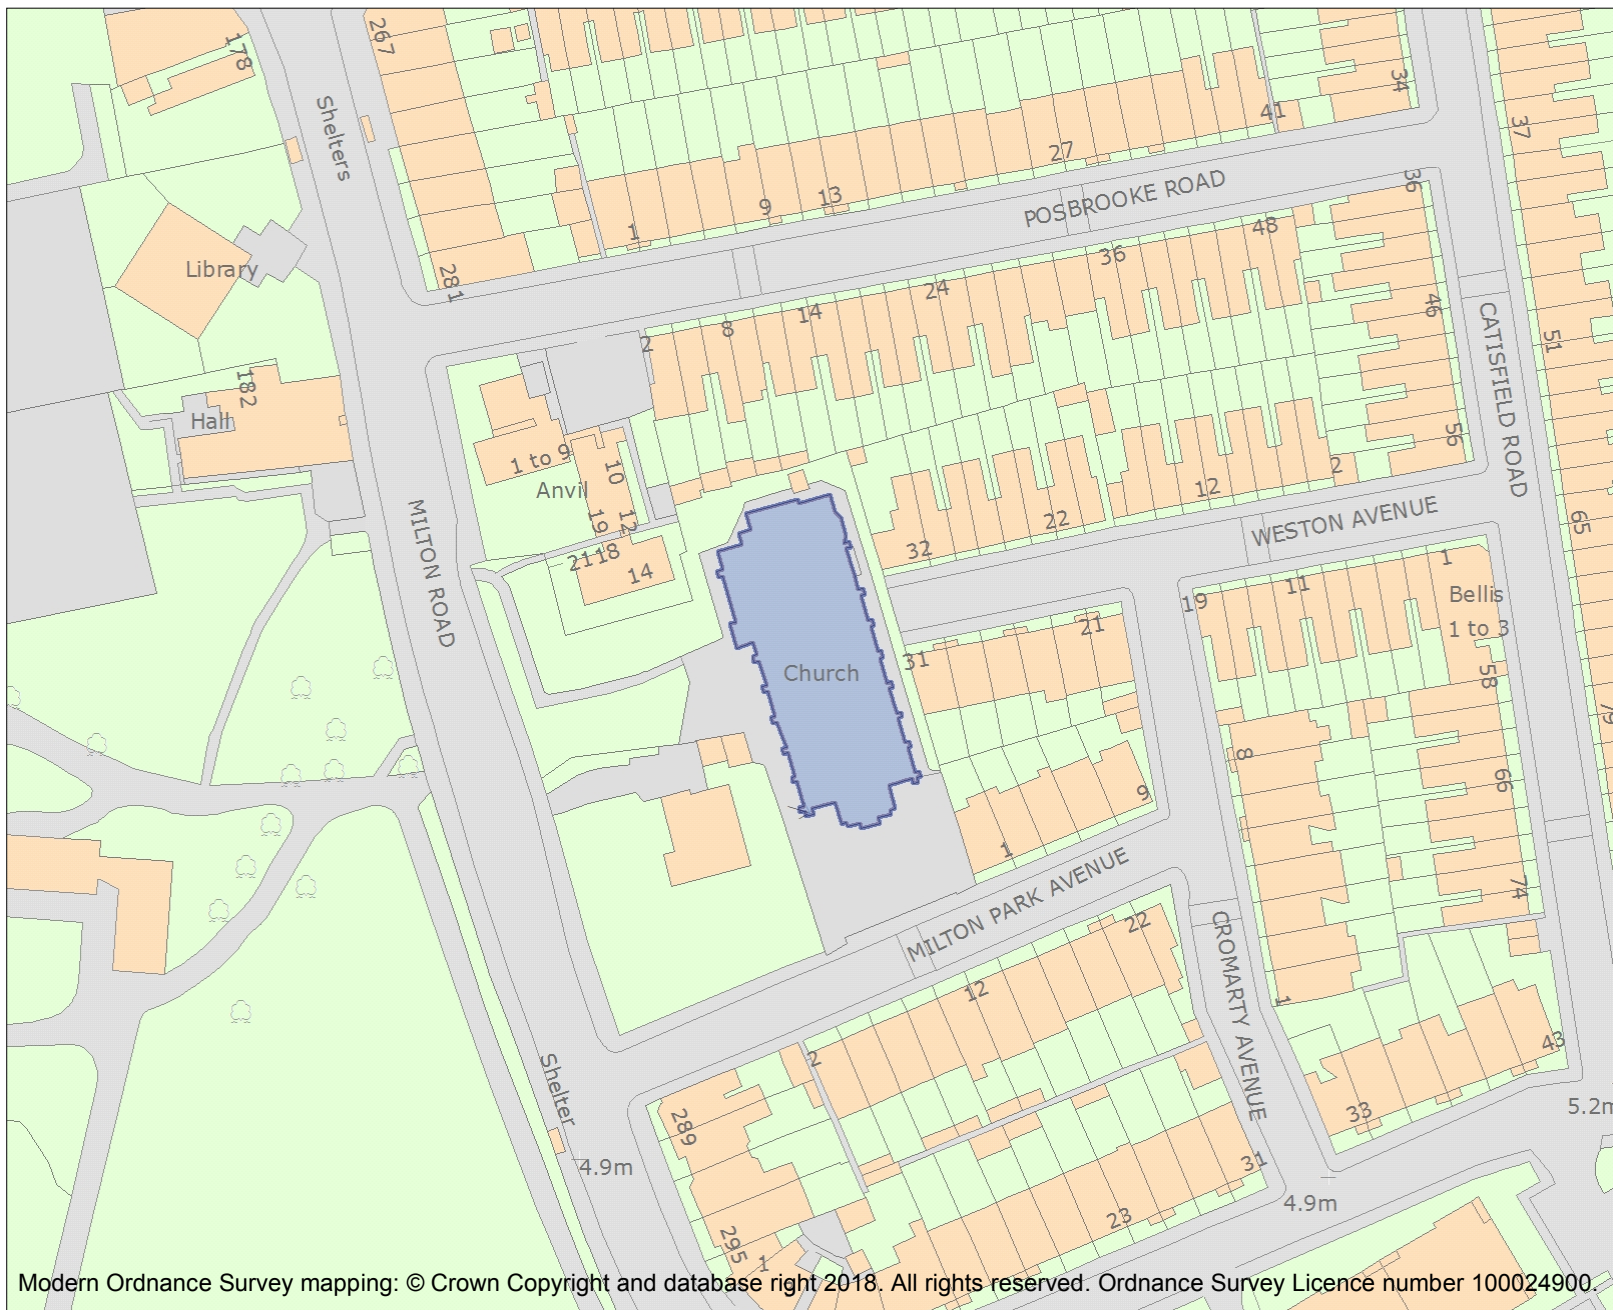 267
178
Shelters
34
41
37
27
POSBROOKE ROAD
36
9
13
1
48
36
Library
281
24
14
8
2
46
CATISFIELD ROAD
51
182
Hall
1 to 9
10
Anvil
56
2
12
22
19
12
32
WESTON AVENUE
65
MILTON ROAD
21
18
14
1
11
19
Bellis
1 to 3
21
31
Church
58
79
8
66
9
1
MILTON PARK AVENUE
74
22
CROMARTY AVENUE
12
1
43
2
Shelter
289
33
5.2m
4.9m
31
4.9m
23
295
1
Modern Ordnance Survey mapping: © Crown Copyright and database right 2018. All rights reserved. Ordnance Survey Licence number 100024900.